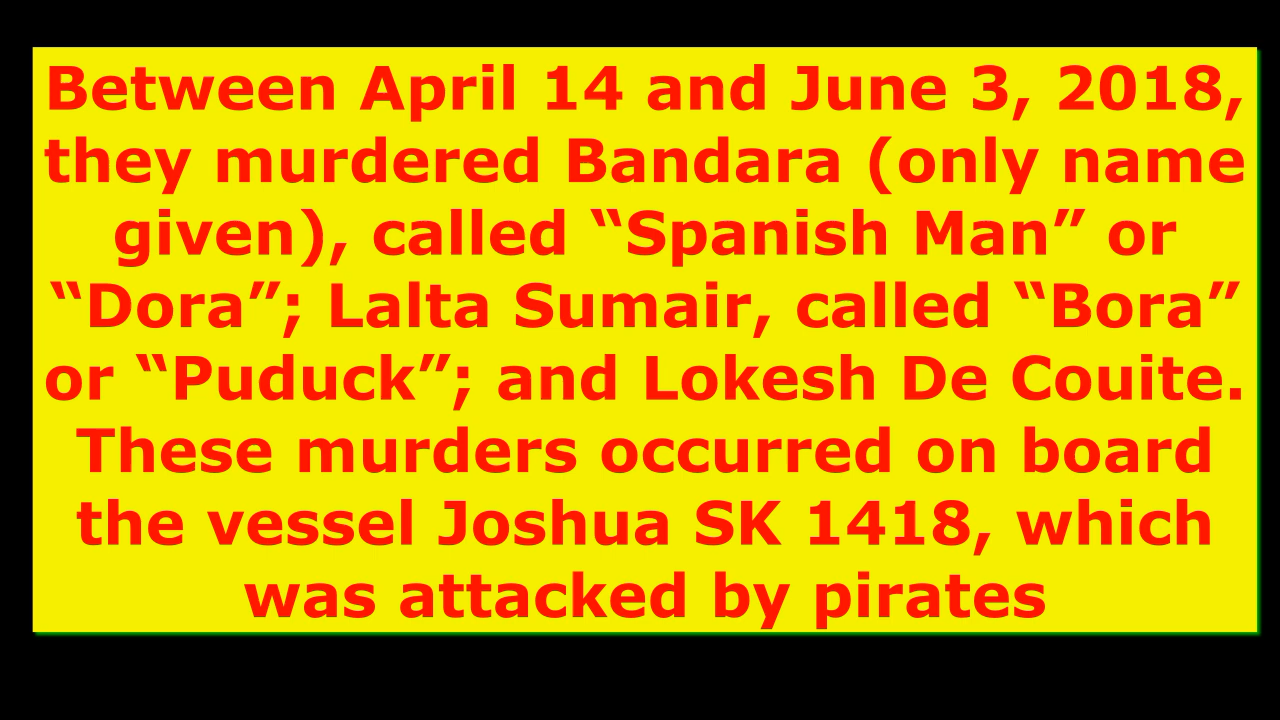 Between April 14 and June 3, 2018,
they murdered Bandara (only name
given), called “Spanish Man” or
“Dora”; Lalta Sumair, called “Bora”
or “Puduck”; and Lokesh De Couite.
These murders occurred on board
the vessel Joshua SK 1418, which
was attacked by pirates